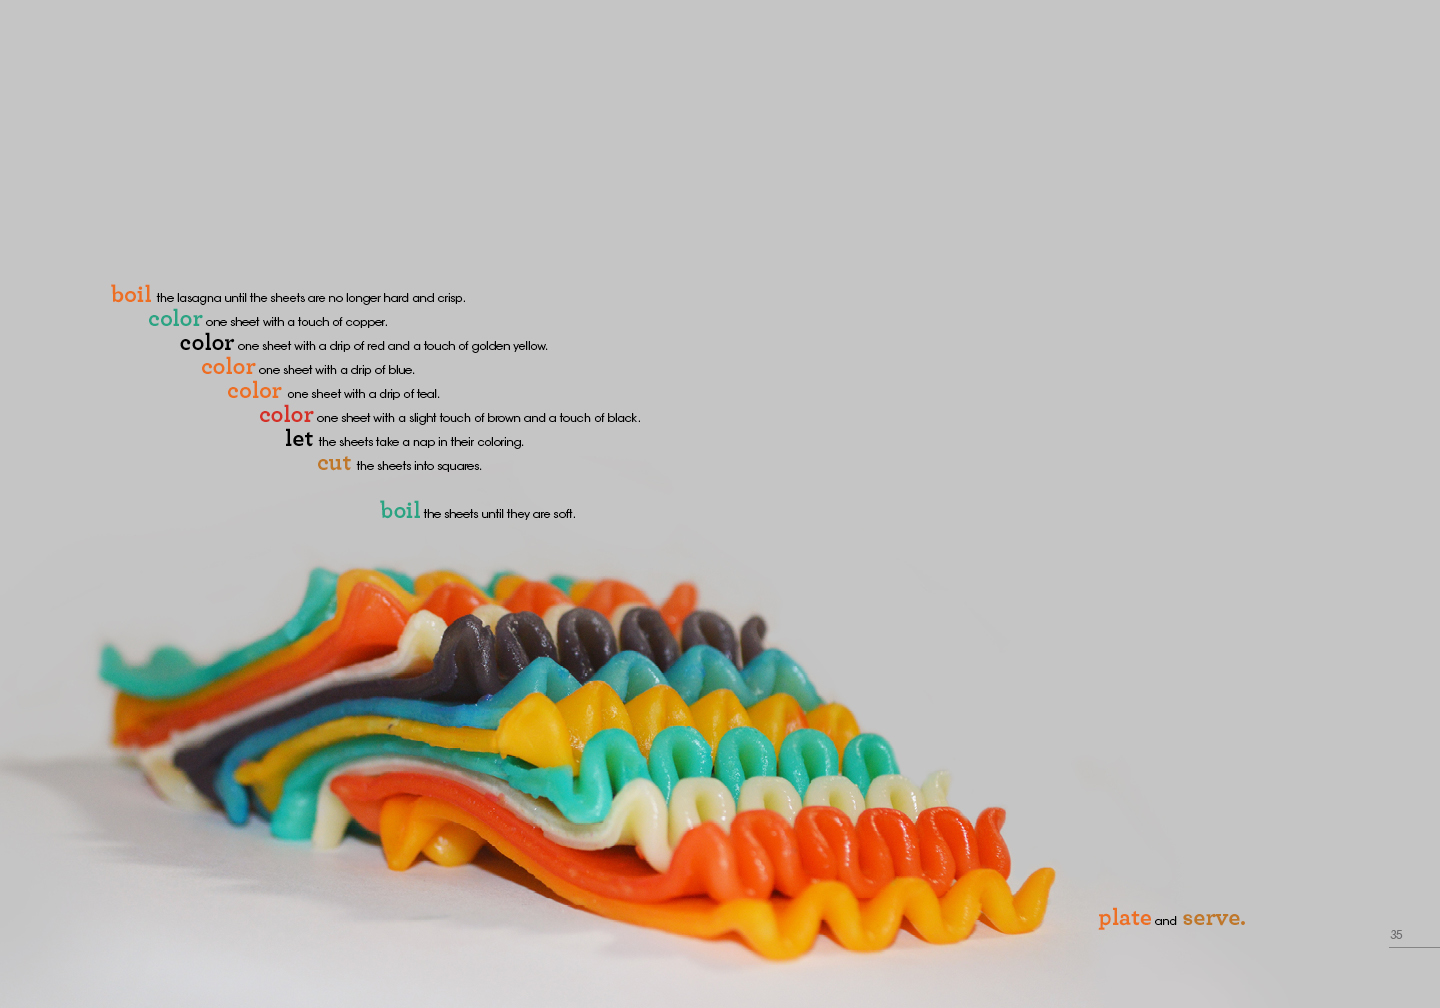 boil the lasagna until the sheets are no longer hard and crisp.
color one sheet with a touch of copper.
color one sheet with a drip of red and a touch of golden yellow.
color one sheet with a drip of blue.
color one sheet with a drip of teal.
color one sheet with a slight touch of brown and a touch of black.
let the sheets take a nap in their coloring.
cut the sheets into squares.
boil the sheets until they are soft.
plate and serve.
35